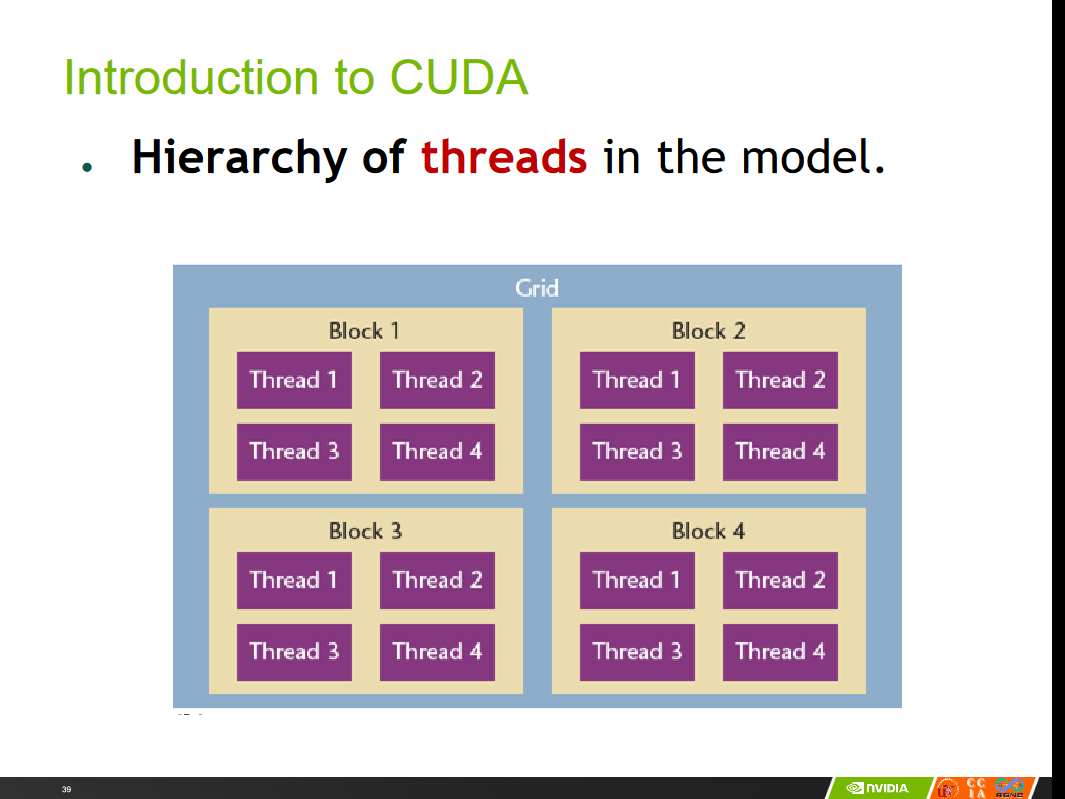 Introduction to CUDA
• Hierarchy of threads in the model.
Grid
Block 1
Thread 1 Thread 2
Thread 3 Thread 4
Block 2
Thread 1 Thread 2
Thread 3 Thread 4
Block 3
Thread 1 Thread 2
Thread 3 Thread 4
Block 4
Thread 1 Thread 2
Thread 3 Thread 4
39
NVIDIA
CC
IA